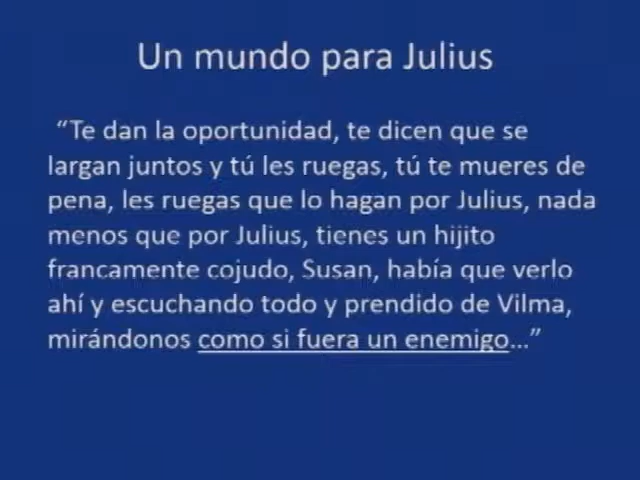 Un mundo para Julius
“Te dan la oportunidad, te dicen que se
largan juntos y tú les ruegas, tú te mueres de
pena, les ruegas que lo hagan por Julius, nada
menos que por Julius, tienes un hijito
francamente cojudo, Susan, había que verlo
ahí y escuchando todo y prendido de Vilma,
mirándonos como si fuera un enemigo…”